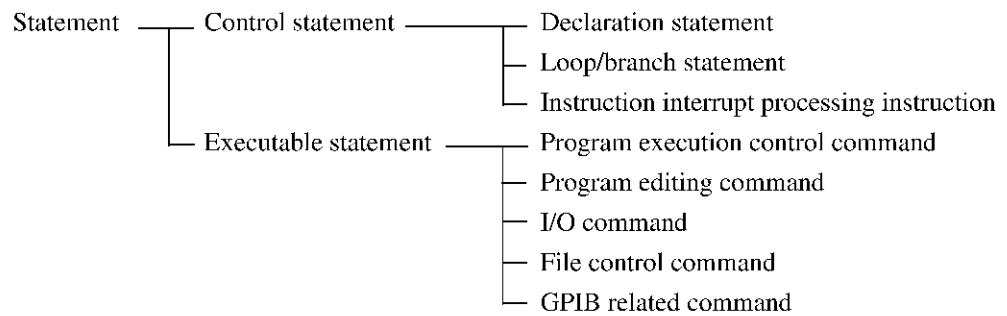 Statement Control statement Declaration statement
Loop/branch statement
Instruction interrupt processing instruction
Executable statement Program execution control command
Program editing command
I/O command
File control command
GPIB related command